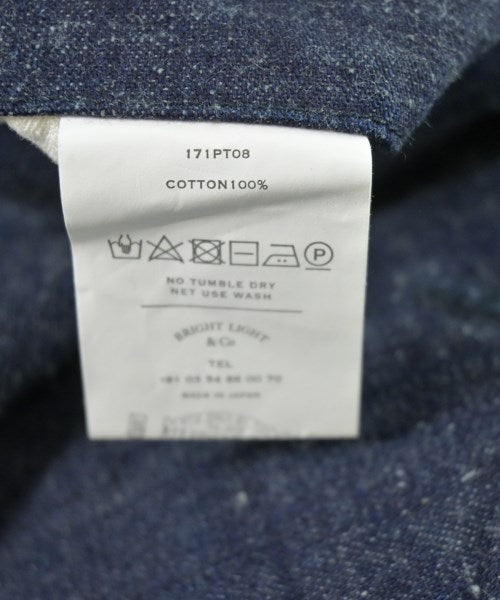 171PT08
COTTON100%
P
NO TUMBLE DRY
NET USE WASH
BRIGHT LIGHT
& Co
TEL
+81 03 54 88 00 70
MADE IN JAPAN